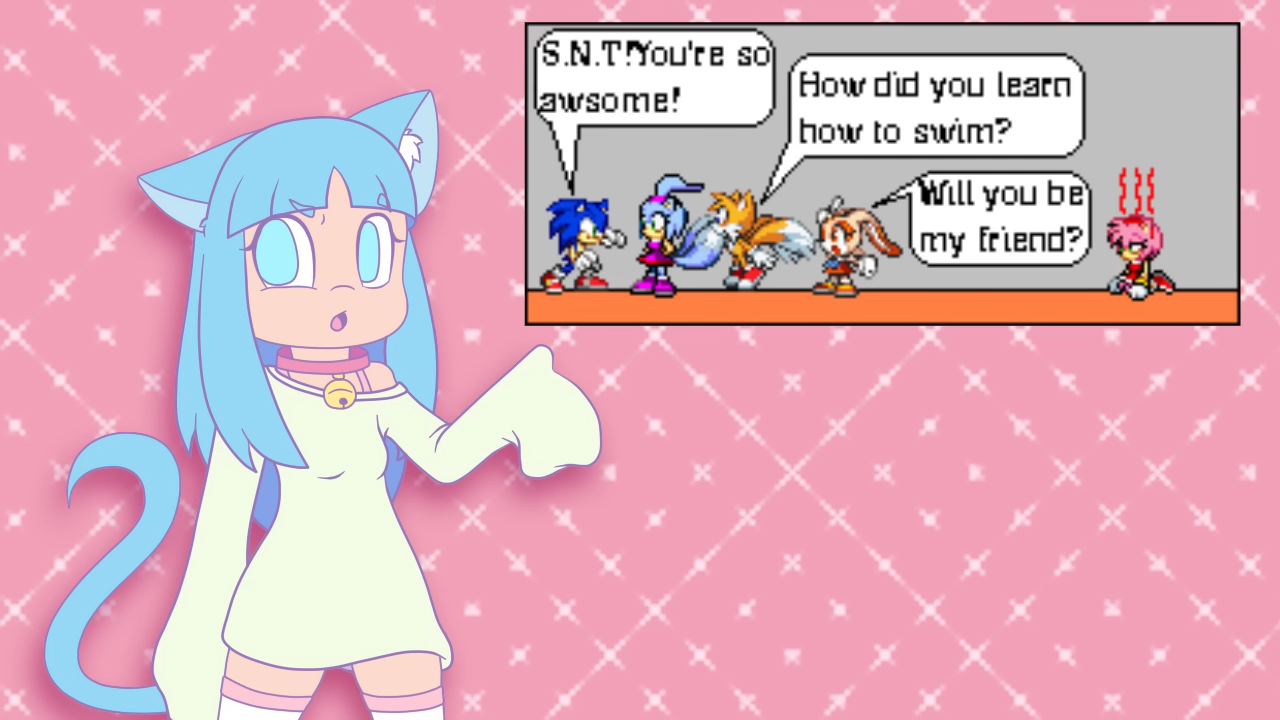 S.N.T!You're so
awsome!
How did you learn
how to swim?
Will you be
my friend?